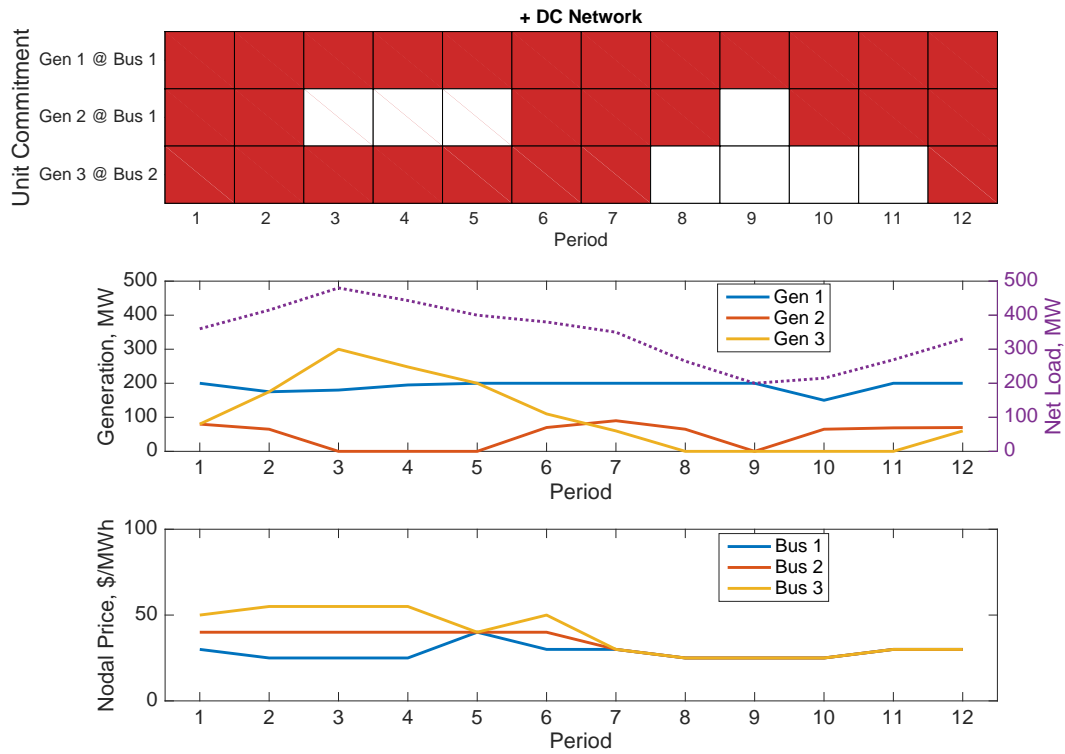 + DC Network
Unit Commitment
Gen 1 @ Bus 1
Gen 2 @ Bus 1
Gen 3 @ Bus 2
1 2 3 4 5 6 7 8 9 10 11 12
Period
Generation, MW
500
400
300
200
100
0
Gen 1
Gen 2
Gen 3
500
400
300
200
100
0
Net Load, MW
1 2 3 4 5 6 7 8 9 10 11 12
Period
Nodal Price, $/MWh
100
50
0
Bus 1
Bus 2
Bus 3
1 2 3 4 5 6 7 8 9 10 11 12
Period